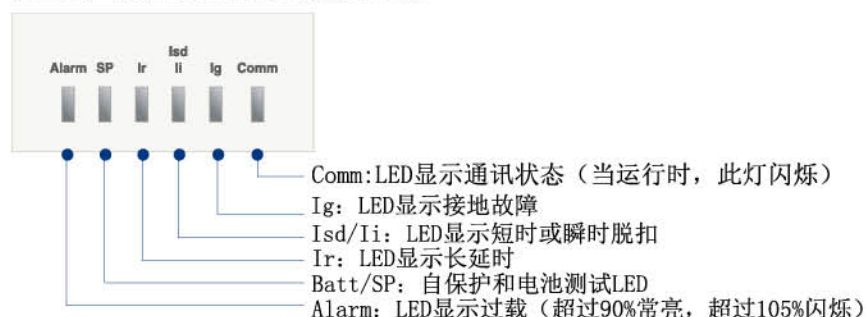 Isd
Alarm SP Ir Ii Ig Comm
Comm:LED显示通讯状态（当运行时，此灯闪烁）
Ig：LED显示接地故障
Isd/Ii：LED显示短时或瞬时脱扣
Ir：LED显示长延时
Batt/SP：自保护和电池测试LED
Alarm：LED显示过载（超过90%常亮，超过105%闪烁）